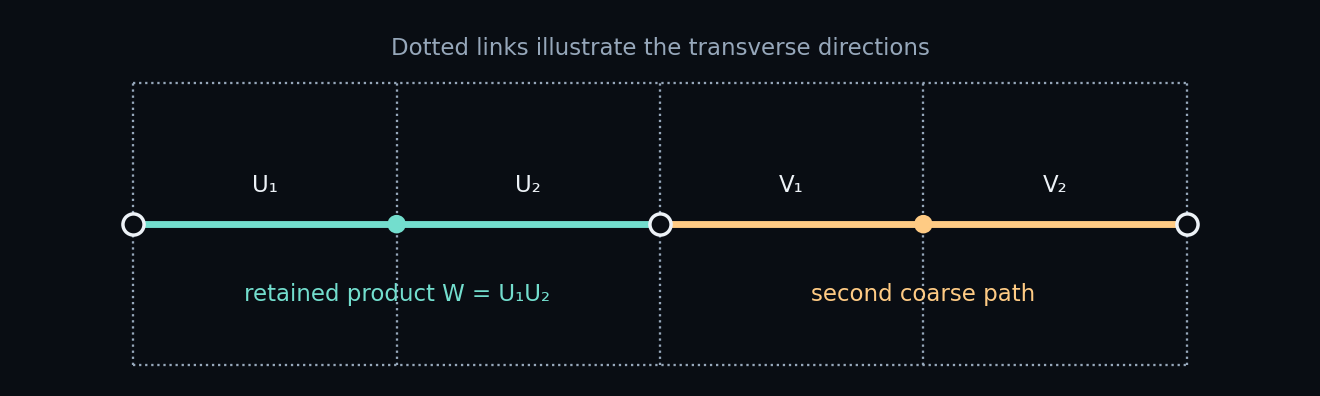 Dotted links illustrate the transverse directions
U₁ U₂ V₁ V₂
retained product W = U₁U₂ second coarse path